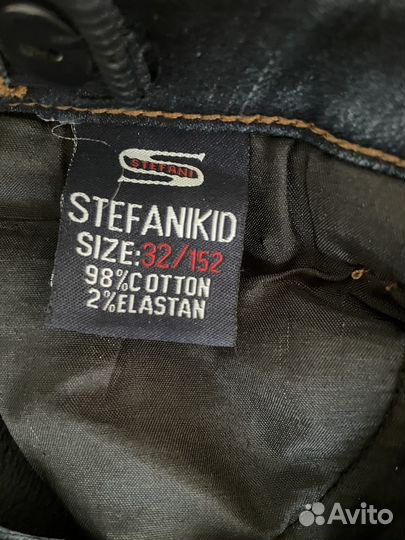 STEFANI
STEFANIKID
SIZE:32/152
98%COTTON
2%ELASTAN
Avito